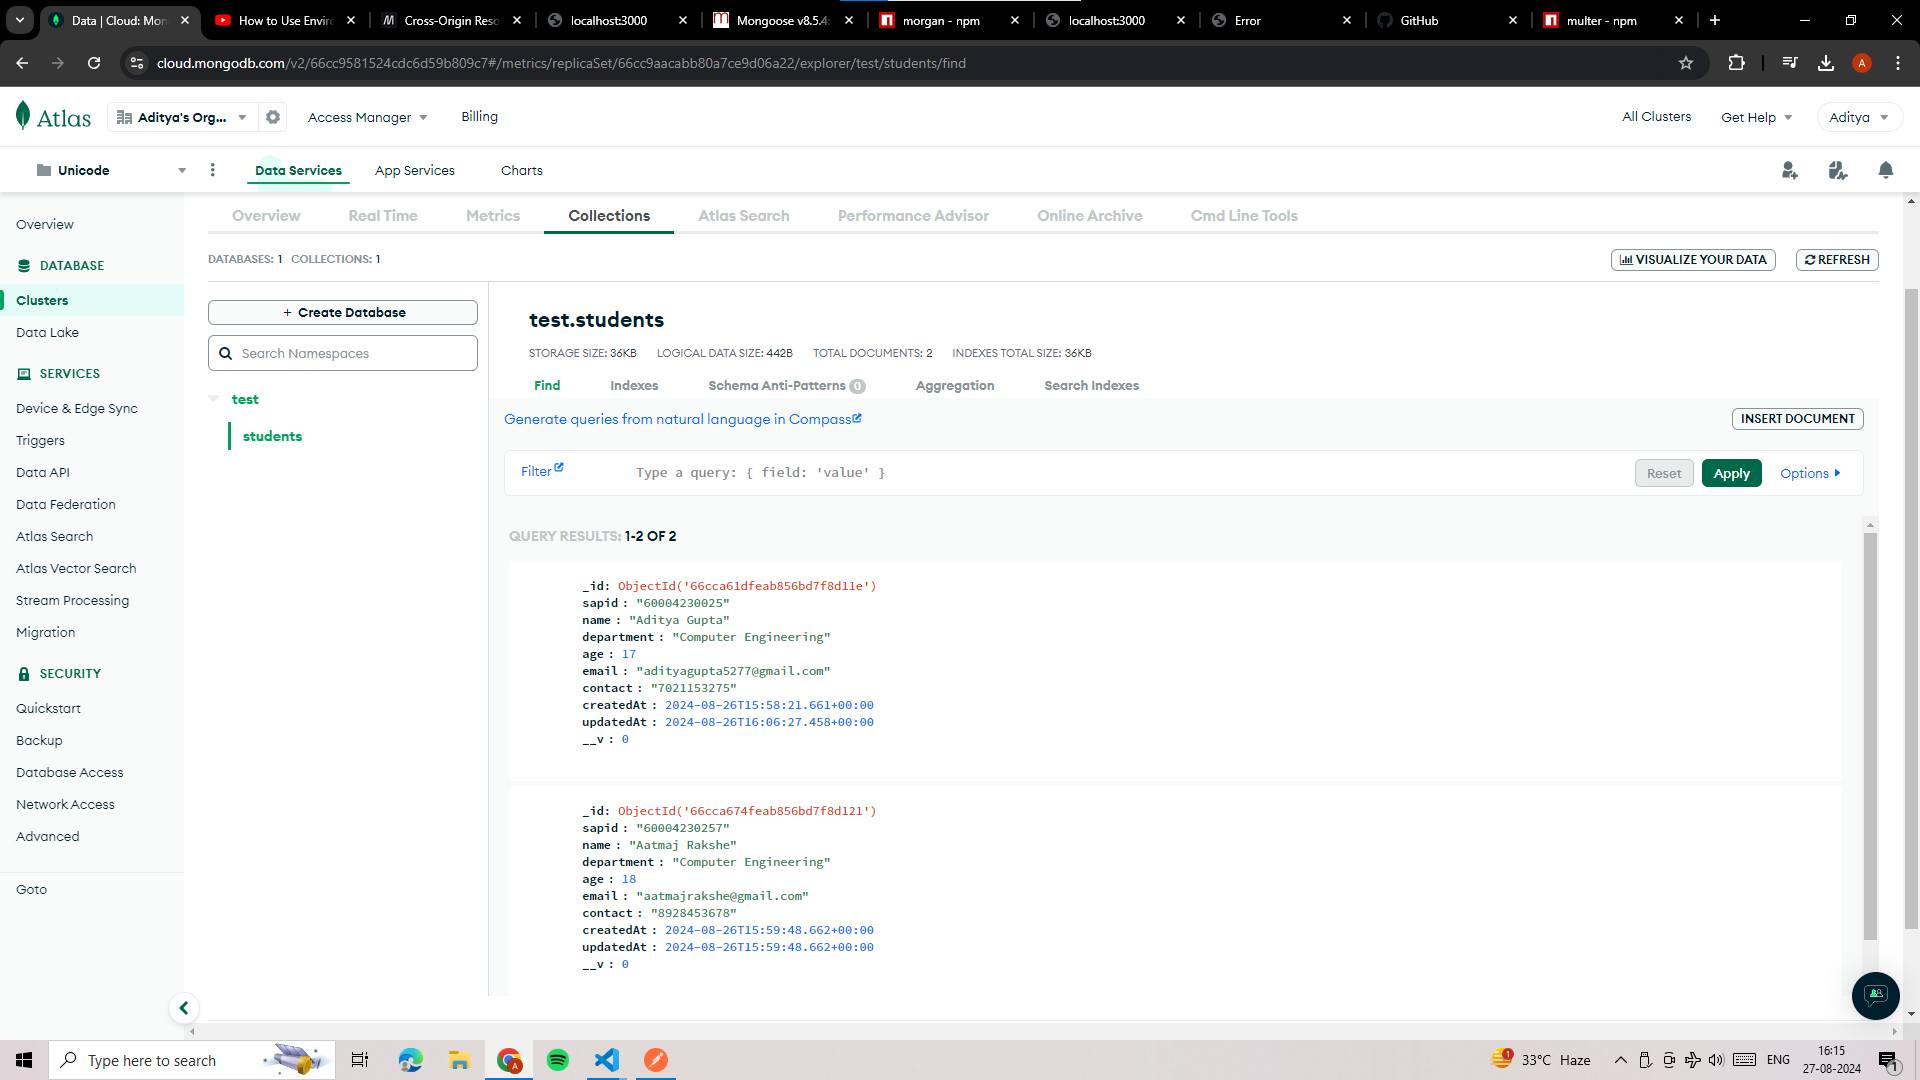 Data | Cloud: Mon
How to Use Enviro
Cross-Origin Reso
localhost:3000
Mongoose v8.5.4:
morgan - npm
localhost:3000
Error
GitHub
multer - npm
cloud.mongodb.com/v2/66cc9581524cdc6d59b809c7#/metrics/replicaSet/66cc9aacabb80a7ce9d06a22/explorer/test/students/find
A
Atlas
Aditya's Org...
Access Manager
Billing
All Clusters
Get Help
Aditya
Unicode
Data Services
App Services
Charts
Overview
DATABASE
Clusters
Data Lake
SERVICES
Device & Edge Sync
Triggers
Data API
Data Federation
Atlas Search
Atlas Vector Search
Stream Processing
Migration
SECURITY
Quickstart
Backup
Database Access
Network Access
Advanced
Goto
Overview
Real Time
Metrics
Collections
Atlas Search
Performance Advisor
Online Archive
Cmd Line Tools
DATABASES: 1 COLLECTIONS: 1
VISUALIZE YOUR DATA
REFRESH
+ Create Database
Search Namespaces
test
students
test.students
STORAGE SIZE: 36KB LOGICAL DATA SIZE: 442B TOTAL DOCUMENTS: 2 INDEXES TOTAL SIZE: 36KB
Find
Indexes
Schema Anti-Patterns 0
Aggregation
Search Indexes
Generate queries from natural language in Compass
INSERT DOCUMENT
Filter
Type a query: { field: 'value' }
Reset
Apply
Options
QUERY RESULTS: 1-2 OF 2
_id: ObjectId('66cca61dfeab856bd7f8d11e')
sapid : "60004230025"
name : "Aditya Gupta"
department : "Computer Engineering"
age : 17
email : "adityagupta5277@gmail.com"
contact : "7021153275"
createdAt : 2024-08-26T15:58:21.661+00:00
updatedAt : 2024-08-26T16:06:27.458+00:00
__v : 0
_id: ObjectId('66cca674feab856bd7f8d121')
sapid : "60004230257"
name : "Aatmaj Rakshe"
department : "Computer Engineering"
age : 18
email : "aatmajrakshe@gmail.com"
contact : "8928453678"
createdAt : 2024-08-26T15:59:48.662+00:00
updatedAt : 2024-08-26T15:59:48.662+00:00
__v : 0
Type here to search
A
1
33°C Haze
ENG
16:15
27-08-2024
1